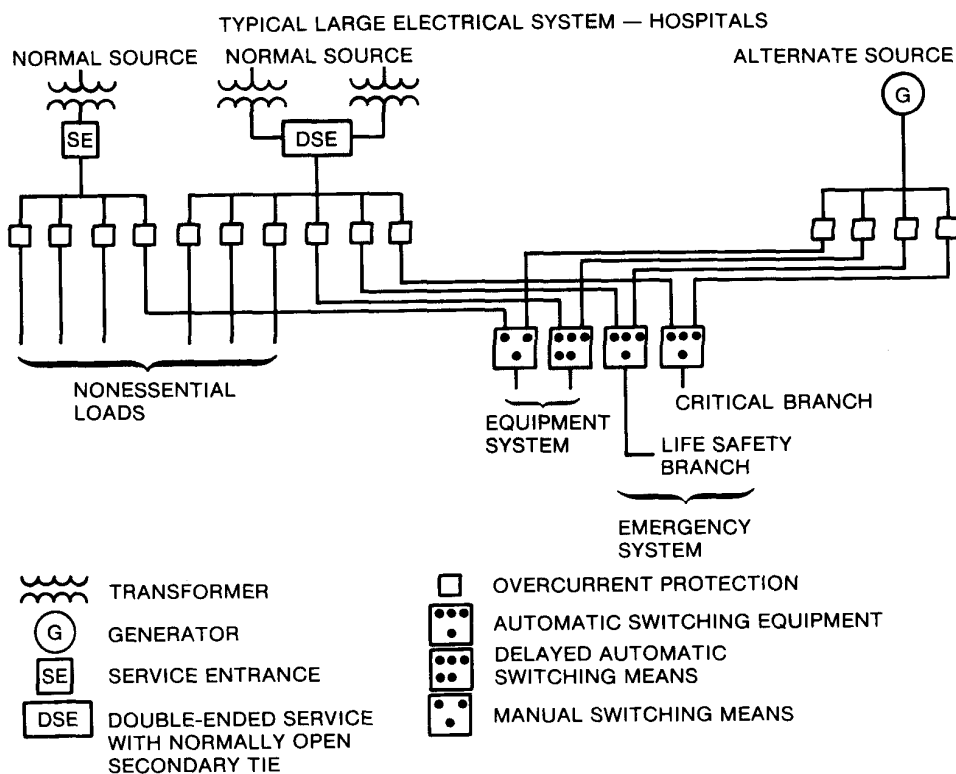 TYPICAL LARGE ELECTRICAL SYSTEM — HOSPITALS
NORMAL SOURCE
NORMAL SOURCE
ALTERNATE SOURCE
SE
DSE
G
NONESSENTIAL
LOADS
EQUIPMENT
SYSTEM
CRITICAL BRANCH
LIFE SAFETY
BRANCH
EMERGENCY
SYSTEM
TRANSFORMER
G
GENERATOR
SE
SERVICE ENTRANCE
DSE
DOUBLE-ENDED SERVICE
WITH NORMALLY OPEN
SECONDARY TIE
OVERCURRENT PROTECTION
AUTOMATIC SWITCHING EQUIPMENT
DELAYED AUTOMATIC
SWITCHING MEANS
MANUAL SWITCHING MEANS